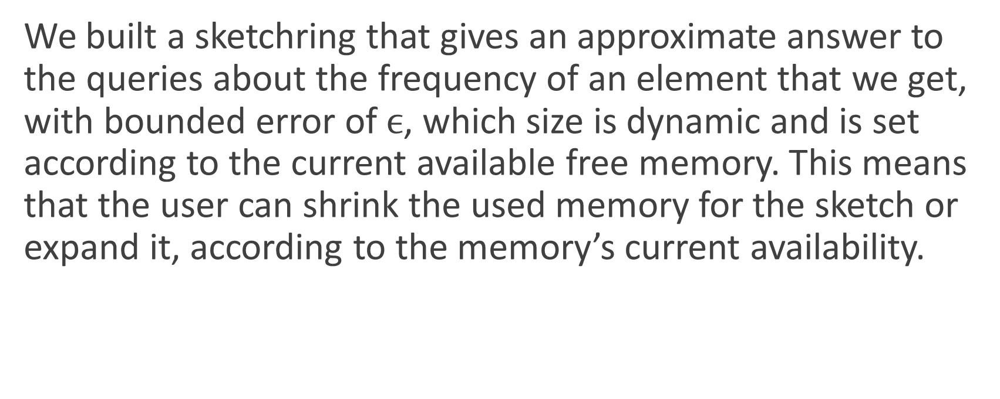 We built a sketchring that gives an approximate answer to
the queries about the frequency of an element that we get,
with bounded error of ϵ, which size is dynamic and is set
according to the current available free memory. This means
that the user can shrink the used memory for the sketch or
expand it, according to the memory’s current availability.